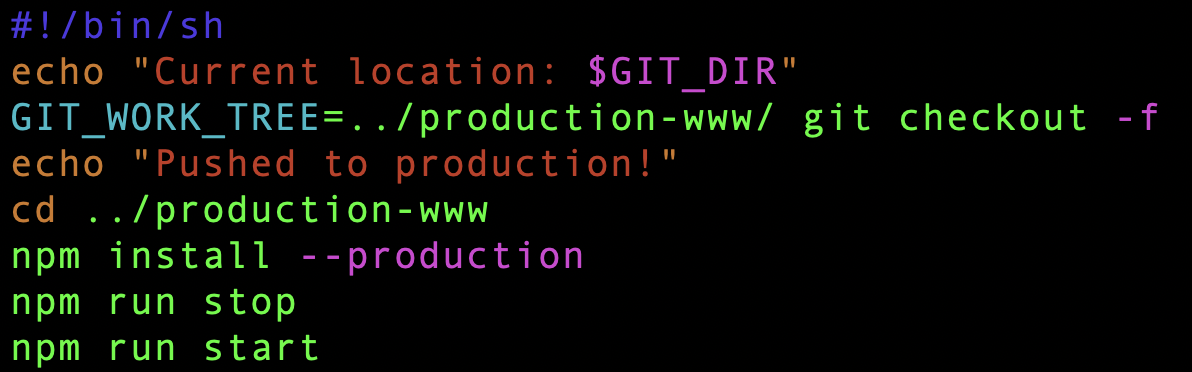 #!/bin/sh
echo "Current location: $GIT_DIR"
GIT_WORK_TREE=../production-www/ git checkout -f
echo "Pushed to production!"
cd ../production-www
npm install --production
npm run stop
npm run start